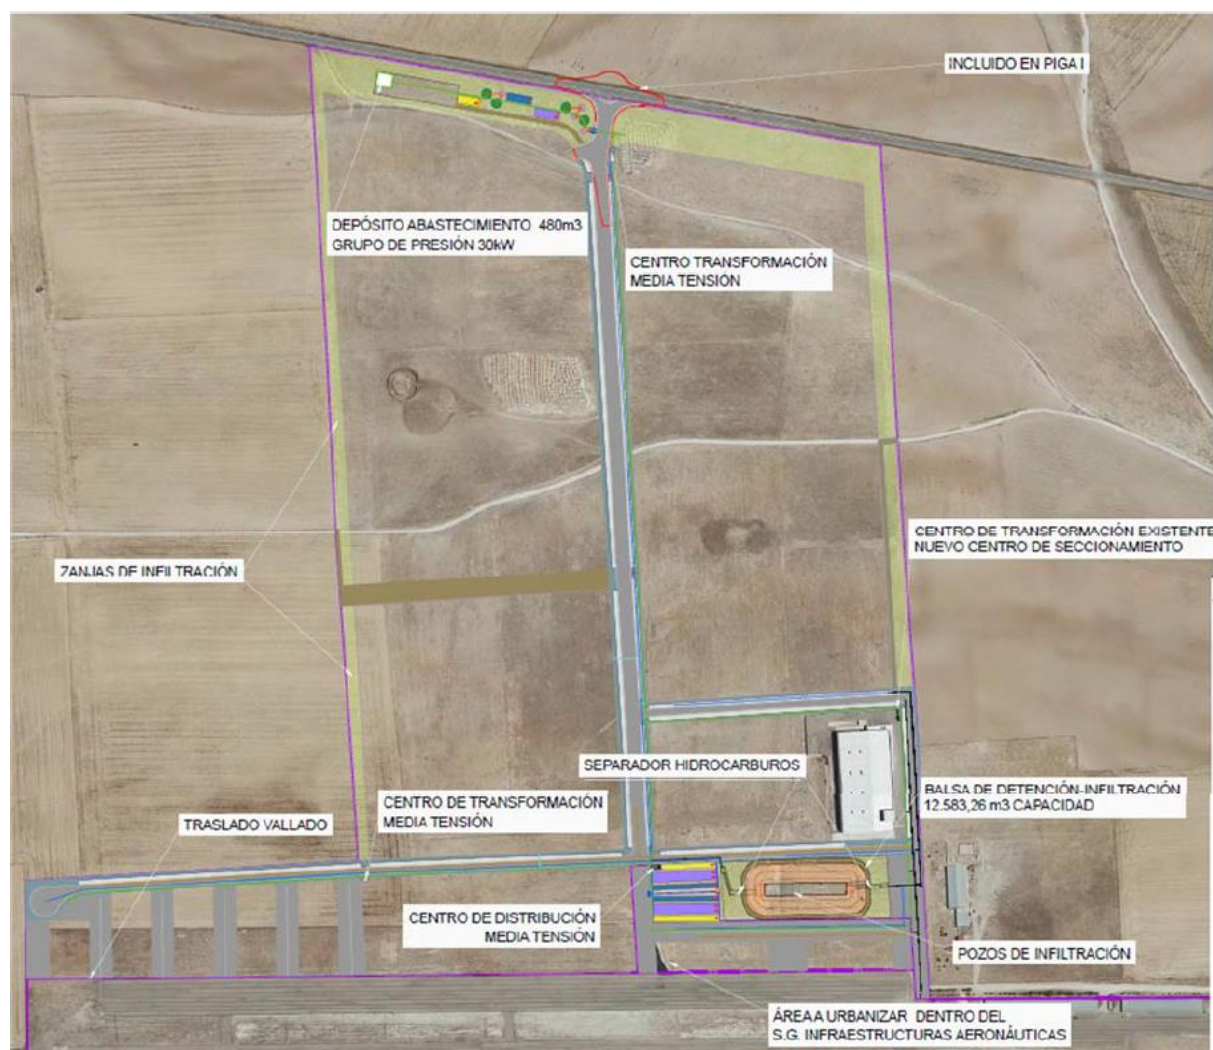 INCLUIDO EN PIGA I
DEPÓSITO ABASTECIMIENTO 480m3
GRUPO DE PRESIÓN 30kW
CENTRO TRANSFORMACIÓN
MEDIA TENSIÓN
CENTRO DE TRANSFORMACIÓN EXISTENTE
NUEVO CENTRO DE SECCIONAMIENTO
ZANJAS DE INFILTRACIÓN
SEPARADOR HIDROCARBUROS
BALSA DE DETENCIÓN-INFILTRACIÓN
12.583,26 m3 CAPACIDAD
CENTRO DE TRANSFORMACIÓN
MEDIA TENSIÓN
TRASLADO VALLADO
CENTRO DE DISTRIBUCIÓN
MEDIA TENSIÓN
POZOS DE INFILTRACIÓN
ÁREA A URBANIZAR DENTRO DEL
S.G. INFRAESTRUCTURAS AERONÁUTICAS